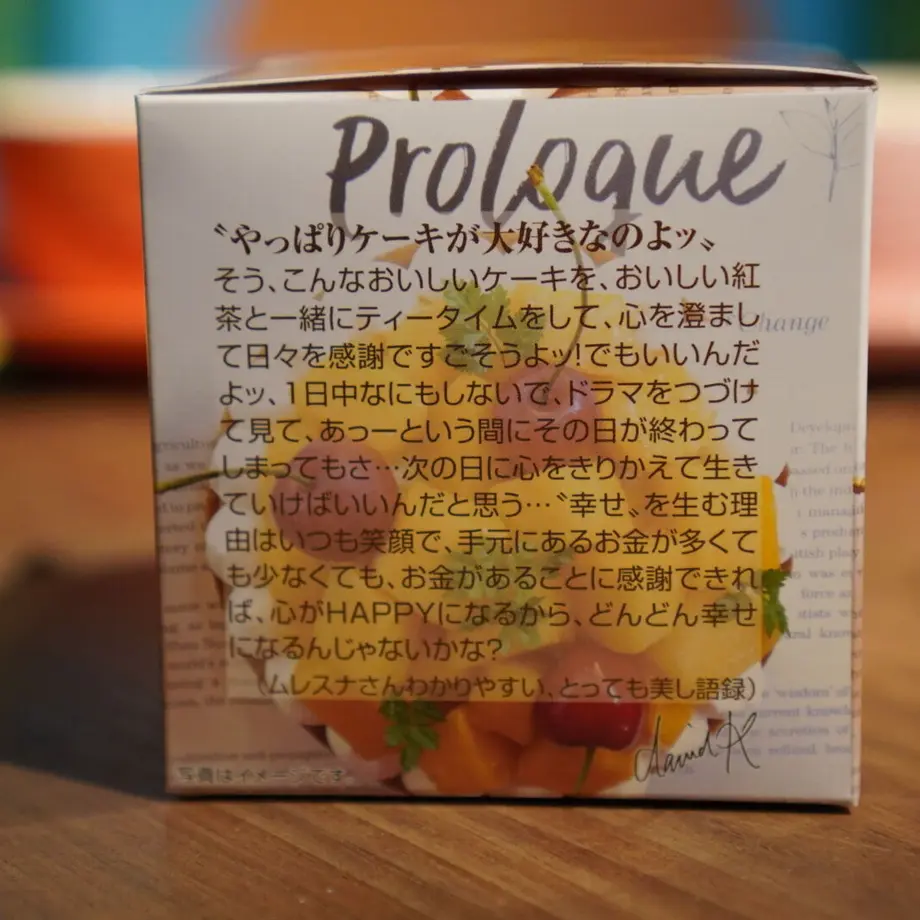 Prologue
〝やっぱりケーキが大好きなのよッ〟
そう、こんなおいしいケーキを、おいしい紅
茶と一緒にティータイムをして、心を澄まし
て日々を感謝ですごそうよッ!でもいいんだ
よッ、1日中なにもしないで、ドラマをつづけ
て見て、あっーという間にその日が終わって
しまってもさ…次の日に心をきりかえて生き
ていけばいいんだと思う…〝幸せ〟を生む理
由はいつも笑顔で、手元にあるお金が多くて
も少なくても、お金があることに感謝できれ
ば、心がHAPPYになるから、どんどん幸せ
になるんじゃないかな?
(ムレスナさんわかりやすい、とっても美し語録)
david K
写真はイメージです。
Change